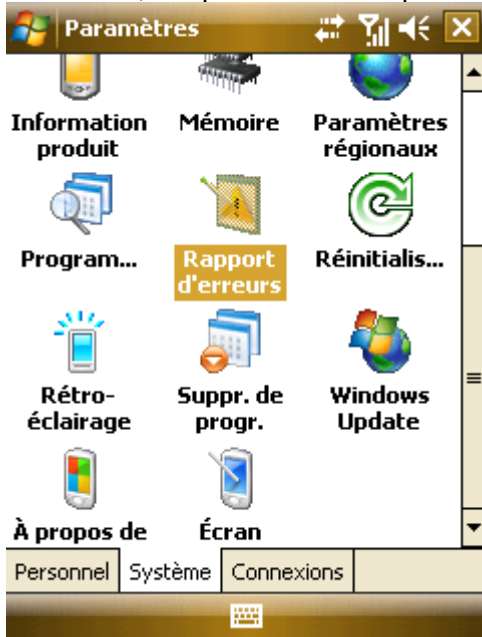 Paramètres
Information produit
Mémoire
Paramètres régionaux
Program...
Rapport d'erreurs
Réinitialis...
Rétro-éclairage
Suppr. de progr.
Windows Update
À propos de
Écran
Personnel
Système
Connexions